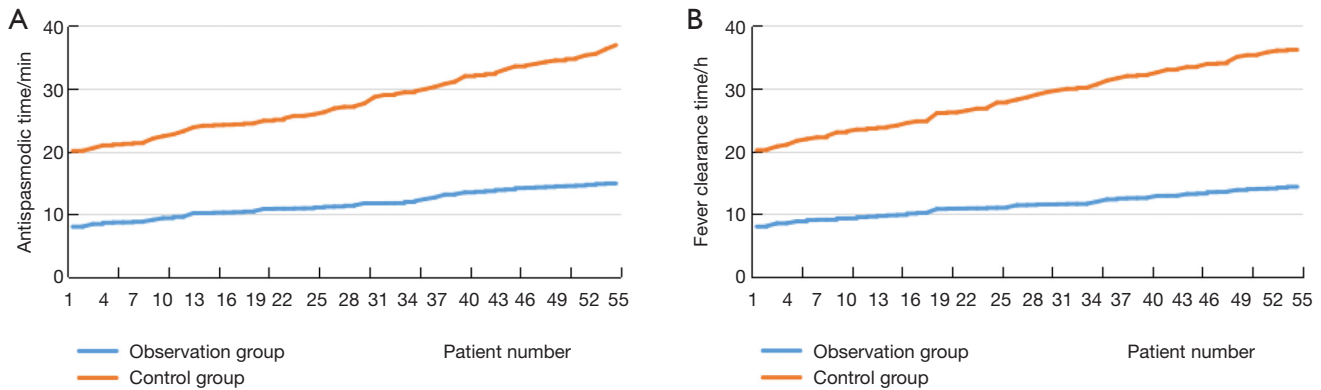 A
Antispasmodic time/min
40
30
20
10
0
1 4 7 10 13 16 19 22 25 28 31 34 37 40 43 46 49 52 55
Observation group
Control group
Patient number
B
Fever clearance time/h
40
30
20
10
0
1 4 7 10 13 16 19 22 25 28 31 34 37 40 43 46 49 52 55
Observation group
Control group
Patient number